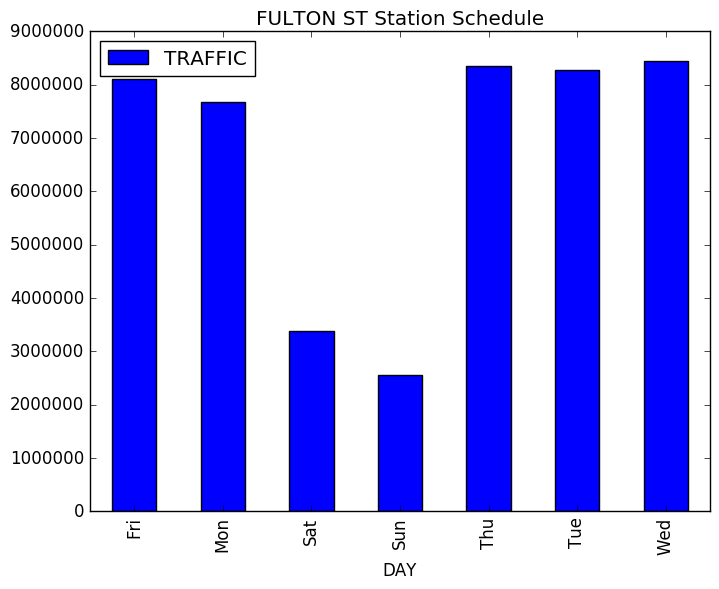 FULTON ST Station Schedule
TRAFFIC
9000000
8000000
7000000
6000000
5000000
4000000
3000000
2000000
1000000
0
Fri Mon Sat Sun Thu Tue Wed
DAY